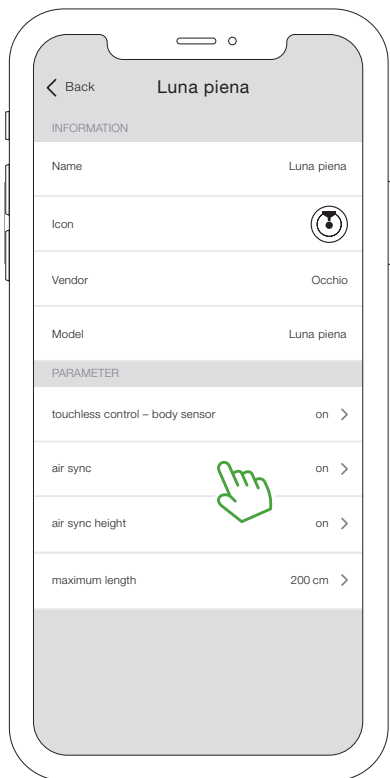 Back Luna piena
INFORMATION
Name Luna piena
Icon
Vendor Occhio
Model Luna piena
PARAMETER
touchless control – body sensor on
air sync on
air sync height on
maximum length 200 cm